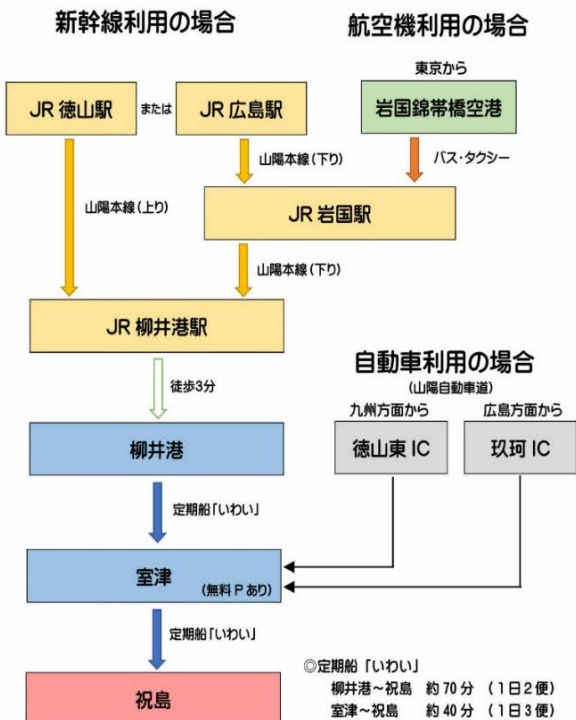 新幹線利用の場合
航空機利用の場合
東京から
JR 徳山駅
または
JR 広島駅
岩国錦帯橋空港
山陽本線(下り)
バス・タクシー
山陽本線(上り)
JR 岩国駅
山陽本線(下り)
JR 柳井港駅
徒歩3分
自動車利用の場合
(山陽自動車道)
九州方面から
広島方面から
柳井港
徳山東 IC
玖珂 IC
定期船「いわい」
室津
(無料 P あり)
定期船「いわい」
祝島
◎定期船「いわい」
柳井港~祝島 約 70 分 (1日2便)
室津~祝島 約 40 分 (1日3便)